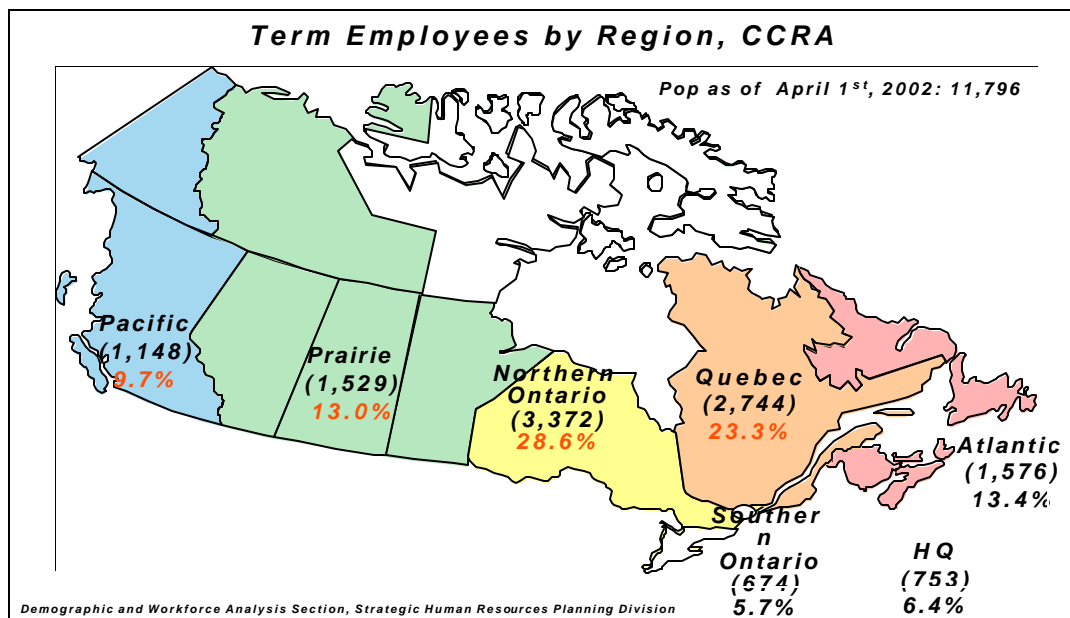 Term Employees by Region, CCRA
Pop as of April 1st, 2002: 11,796
Pacific
(1,148)
9.7%
Prairie
(1,529)
13.0%
Northern
Ontario
(3,372)
28.6%
Quebec
(2,744)
23.3%
Atlantic
(1,576)
13.4%
Souther
n
Ontario
(674)
5.7%
HQ
(753)
6.4%
Demographic and Workforce Analysis Section, Strategic Human Resources Planning Division